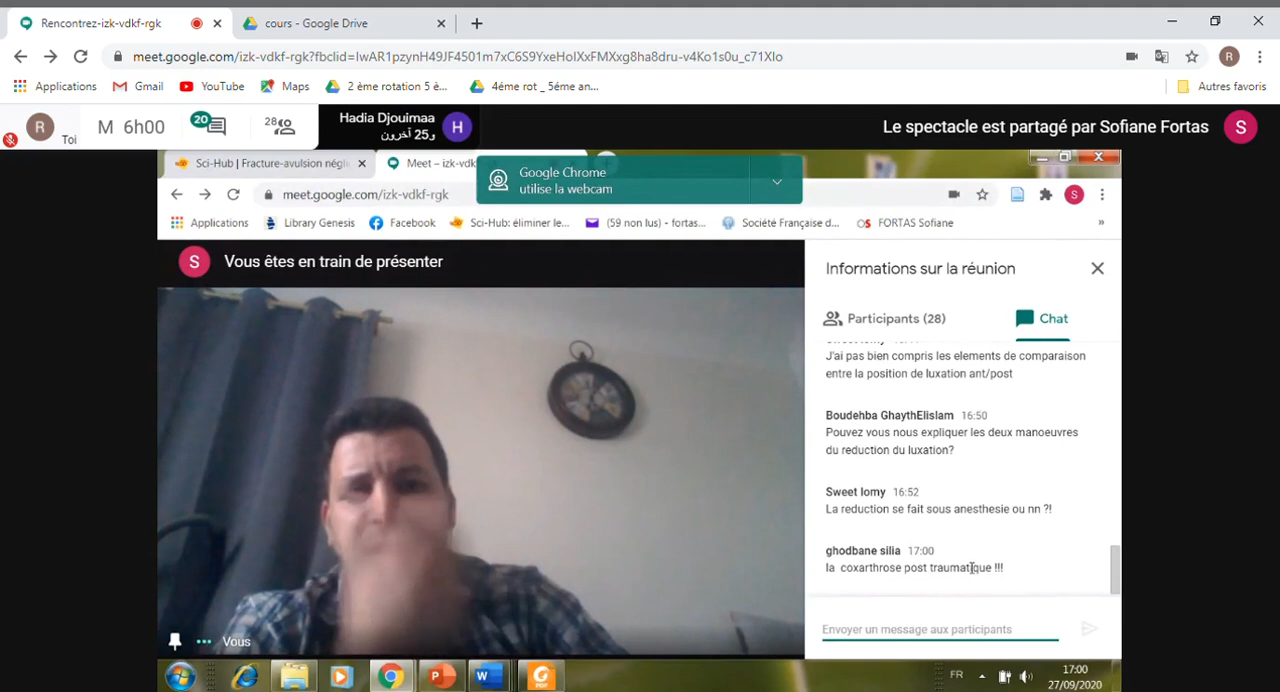 Rencontrez-izk-vdkf-rgk
cours - Google Drive
meet.google.com/izk-vdkf-rgk?fbclid=IwAR1pzynH49JF4501m7xC6S9YxeHoIXxFMXxg8ha8dru-v4Ko1s0u_c71XIo
R
Applications
Gmail
YouTube
Maps
2 ème rotation 5 è...
4éme rot _ 5éme an...
Autres favoris
R
Toi
M 6h00
20
28
Hadia Djouimaa
و25 آخرون
H
Le spectacle est partagé par Sofiane Fortas
S
Sci-Hub | Fracture-avulsion négl
Meet – izk-vdk
Google Chrome
utilise la webcam
meet.google.com/izk-vdkf-rgk
S
Applications
Library Genesis
Facebook
Sci-Hub: éliminer le...
(59 non lus) - fortas...
Société Française d...
OS FORTAS Sofiane
»
S
Vous êtes en train de présenter
Informations sur la réunion
Participants (28)
Chat
Sweet lomy
J'ai pas bien compris les elements de comparaison
entre la position de luxation ant/post
Boudehba GhaythElislam 16:50
Pouvez vous nous expliquer les deux manoeuvres
du reduction du luxation?
Sweet lomy 16:52
La reduction se fait sous anesthesie ou nn ?!
ghodbane silia 17:00
la coxarthrose post traumatique !!!
Envoyer un message aux participants
Vous
PDF
FR
17:00
27/09/2020